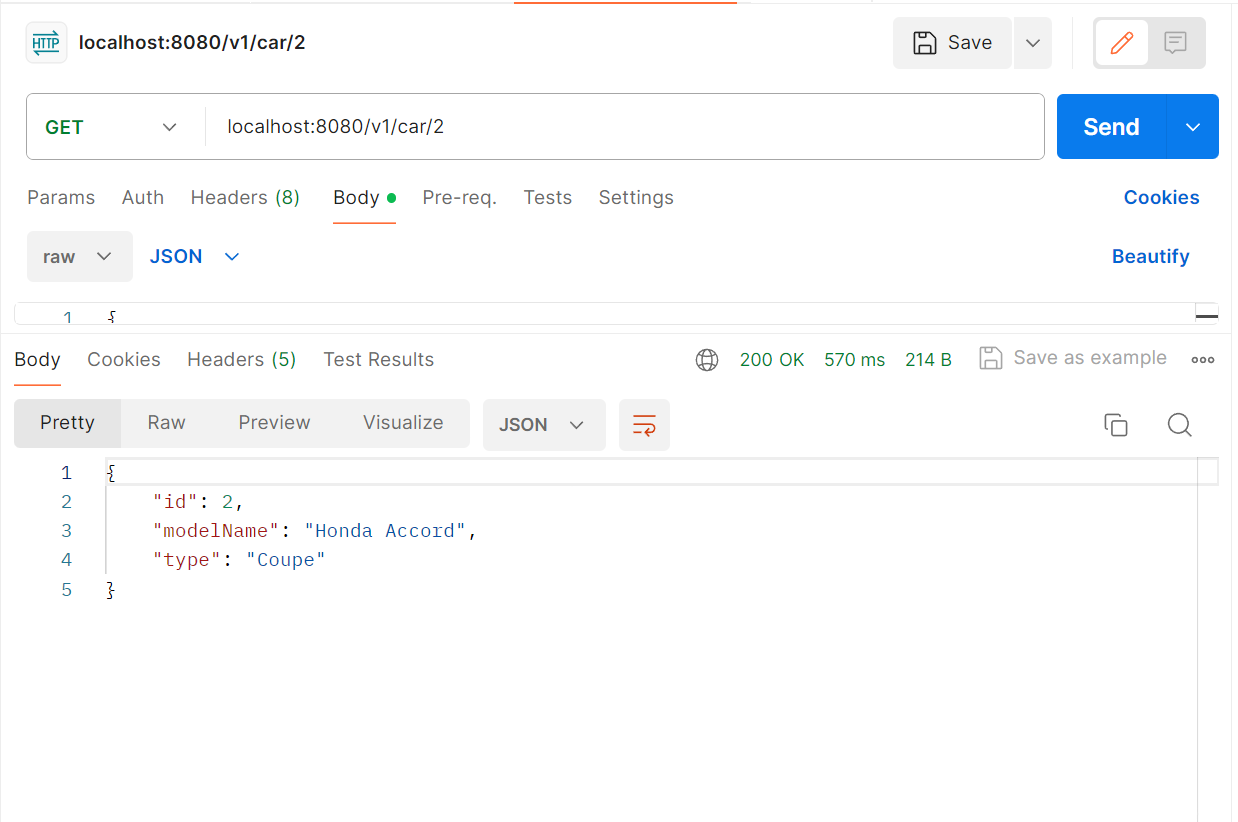 HTTP localhost:8080/v1/car/2 Save
GET localhost:8080/v1/car/2 Send
Params Auth Headers (8) Body Pre-req. Tests Settings Cookies
raw JSON Beautify
1 {
Body Cookies Headers (5) Test Results 200 OK 570 ms 214 B Save as example
Pretty Raw Preview Visualize JSON
1 {
2 "id": 2,
3 "modelName": "Honda Accord",
4 "type": "Coupe"
5 }